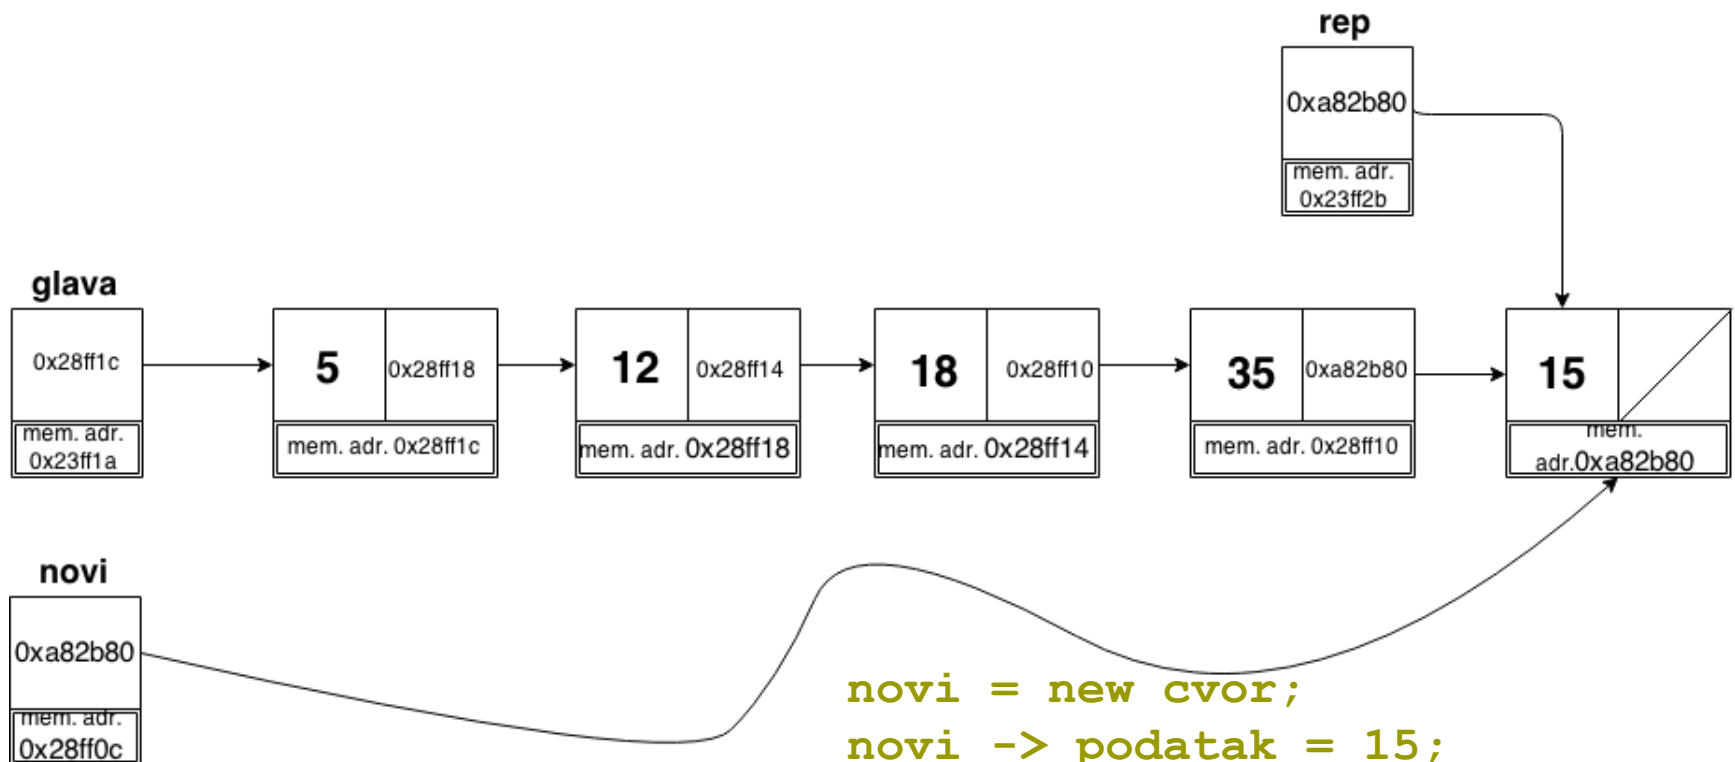 rep
0xa82b80
mem. adr.
0x23ff2b
glava
0x28ff1c
mem. adr.
0x23ff1a
5
0x28ff18
mem. adr. 0x28ff1c
12
0x28ff14
mem. adr. 0x28ff18
18
0x28ff10
mem. adr. 0x28ff14
35
0xa82b80
mem. adr. 0x28ff10
15
mem.
adr.0xa82b80
novi
0xa82b80
mem. adr.
0x28ff0c
novi = new cvor;
novi -> podatak = 15;